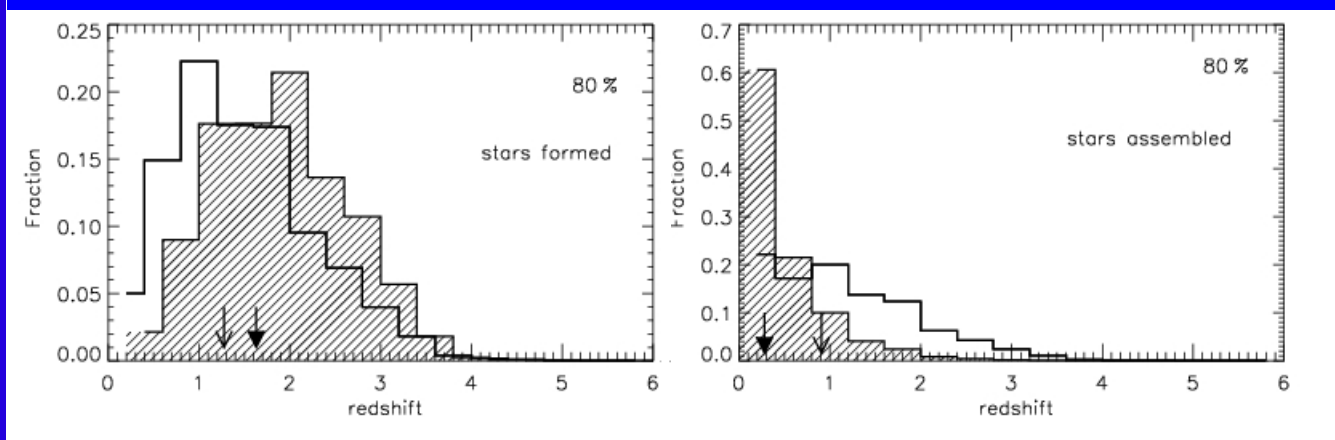 0.25
0.20
0.15
0.10
0.05
0.00
Fraction
80 %
stars formed
0 1 2 3 4 5 6
redshift
0.7
0.6
0.5
0.4
0.3
0.2
0.1
0.0
Fraction
80 %
stars assembled
0 1 2 3 4 5 6
redshift